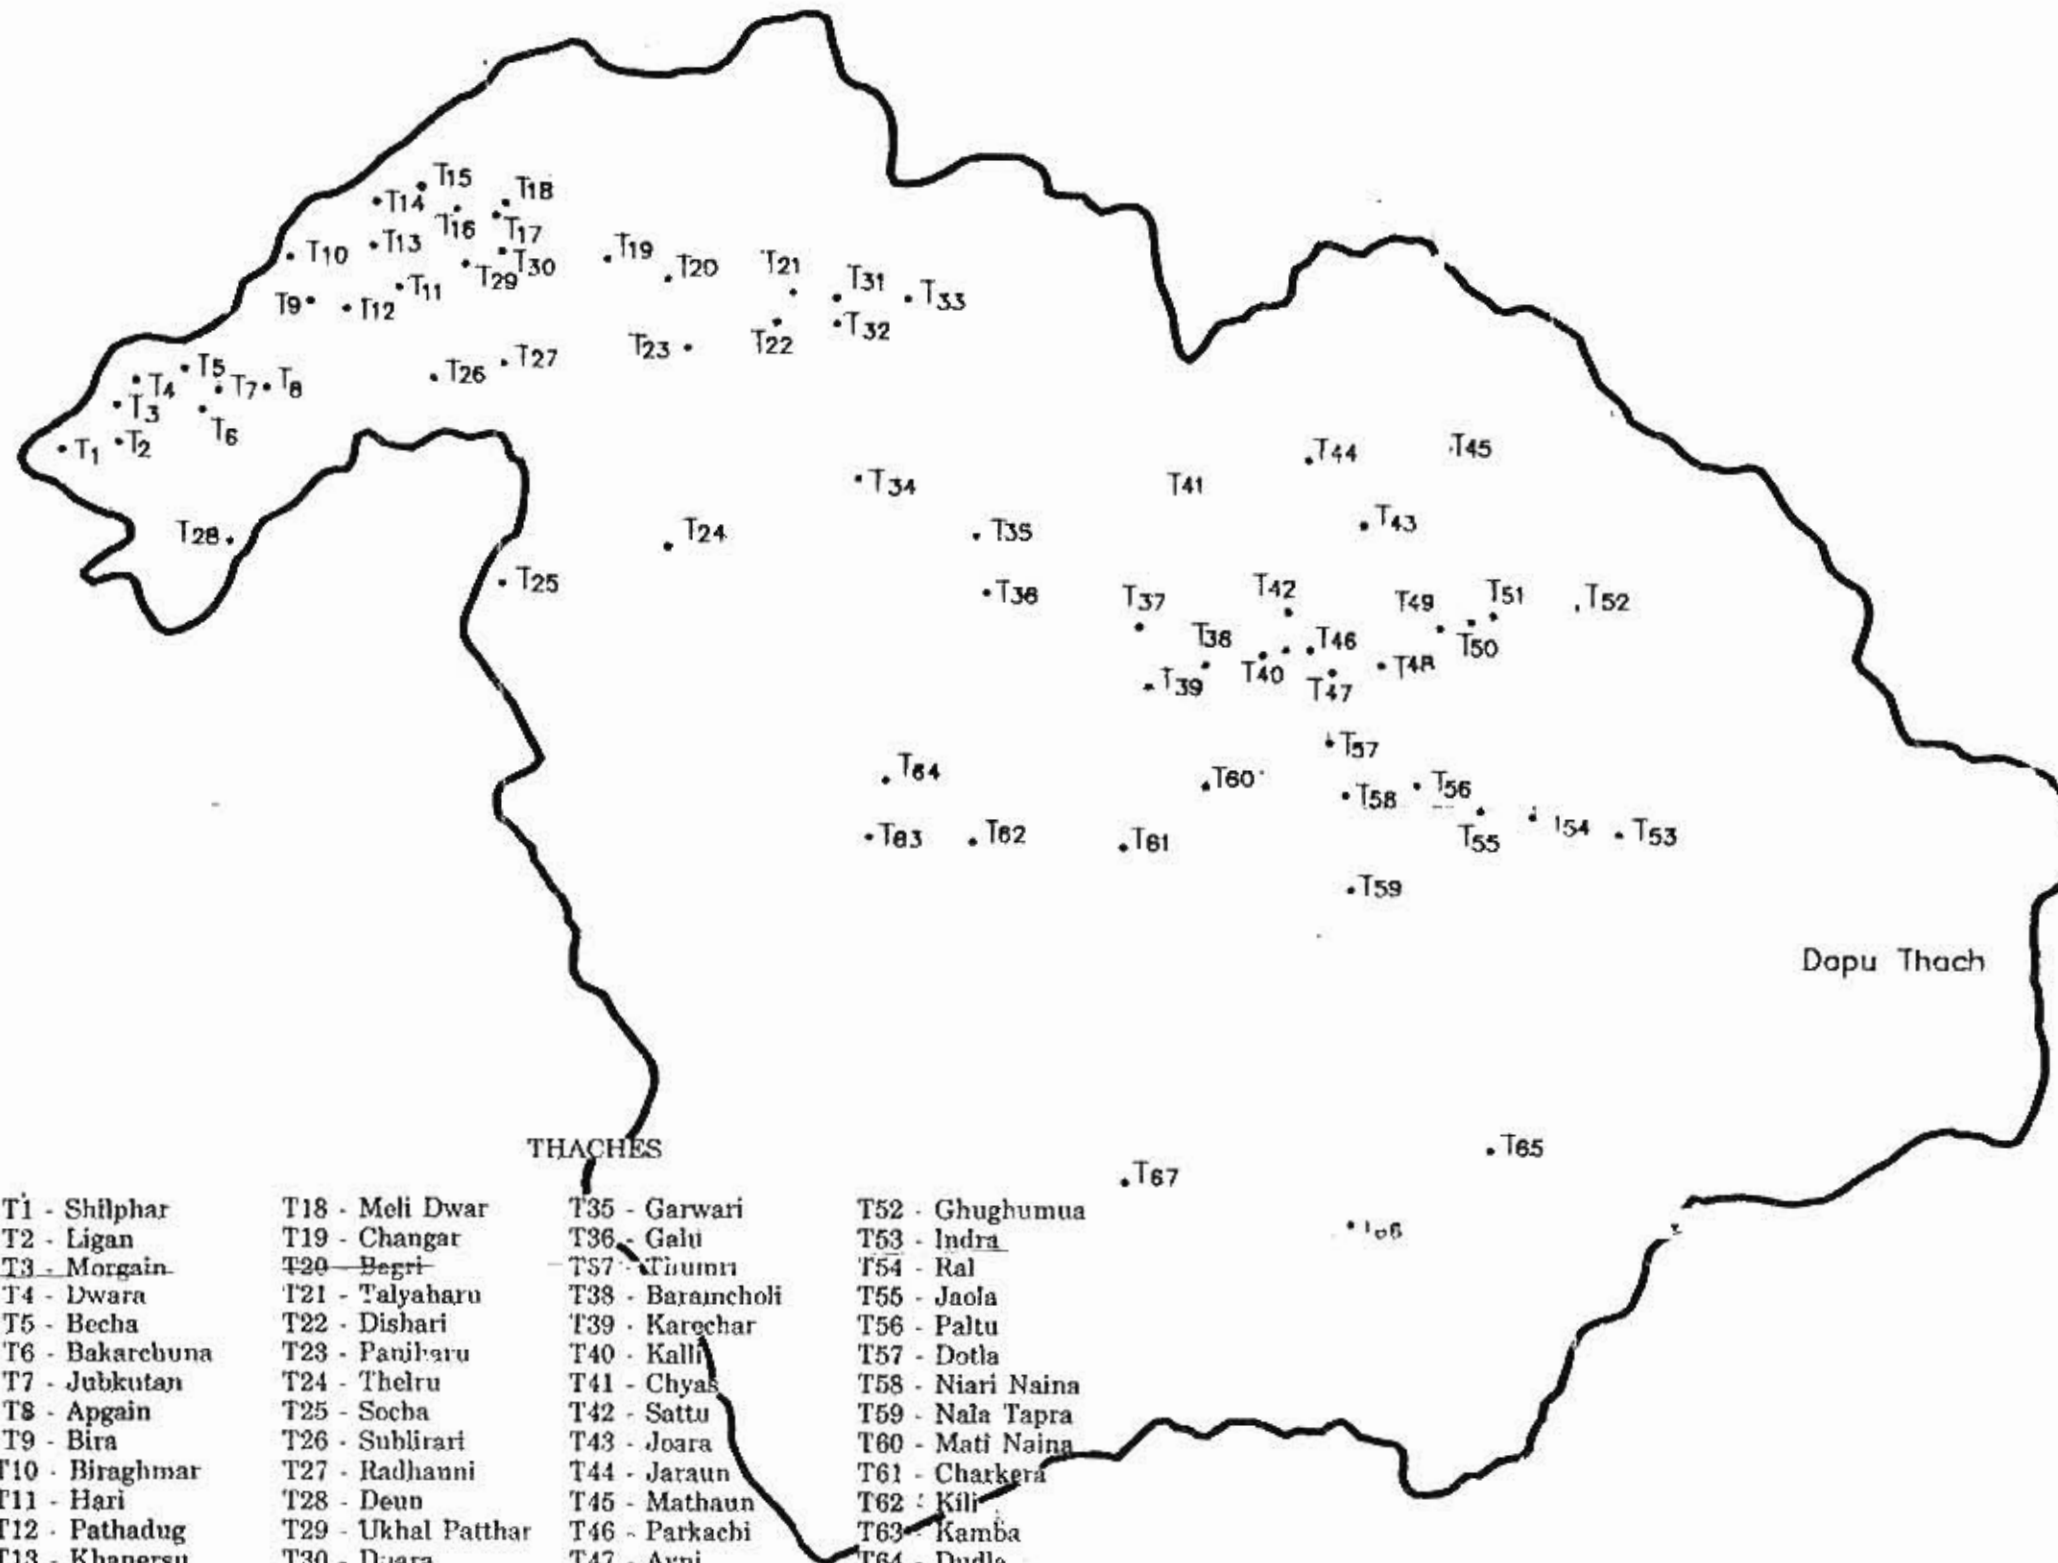 T15
T18
T14
T16
T17
T13
T10
T19
T30
T20
T21
T29
T31
T11
T33
T9
T12
T32
T22
T23
T27
T5
T26
T4
T7
T8
T3
T6
T2
T1
T44
T45
T34
T41
T43
T28
T24
T35
T25
T36
T37
T42
T49
T51
T52
T38
T46
T50
T40
T48
T39
T47
T57
T64
T60
T56
T58
T54
T63
T62
T61
T55
T53
T59
Dapu Thach
THACHES
T65
T67
T1 - Shilphar T18 - Meli Dwar T35 - Garwari T52 - Ghughumua
T2 - Ligan T19 - Changar T36 - Galu T53 - Indra
T3 - Morgain T20 - Begri T37 - Thumri T54 - Ral
T4 - Dwara T21 - Talyaharu T38 - Baramcholi T55 - Jaola
T5 - Becha T22 - Dishari T39 - Karechar T56 - Paltu
T6 - Bakarchuna T23 - Paniharu T40 - Kalli T57 - Dotla
T7 - Jubkutan T24 - Thelru T41 - Chyas T58 - Niari Naina
T8 - Apgain T25 - Socha T42 - Sattu T59 - Nala Tapra
T9 - Bira T26 - Sublirari T43 - Joara T60 - Mati Naina
T10 - Biraghmar T27 - Radhauni T44 - Jaraun T61 - Charkera
T11 - Hari T28 - Deun T45 - Mathaun T62 - Kili
T12 - Pathadug T29 - Ukhal Patthar T46 - Parkachi T63 - Kamba
T13 - Khanersu T30 - T47 - T64 - Dudla